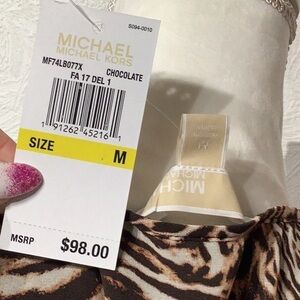 S094-0010
MICHAEL
MICHAEL KORS
MF74LB077X CHOCOLATE
FA 17 DEL 1
1 91262 45216 1
SIZE M
MSRP $98.00
MICH